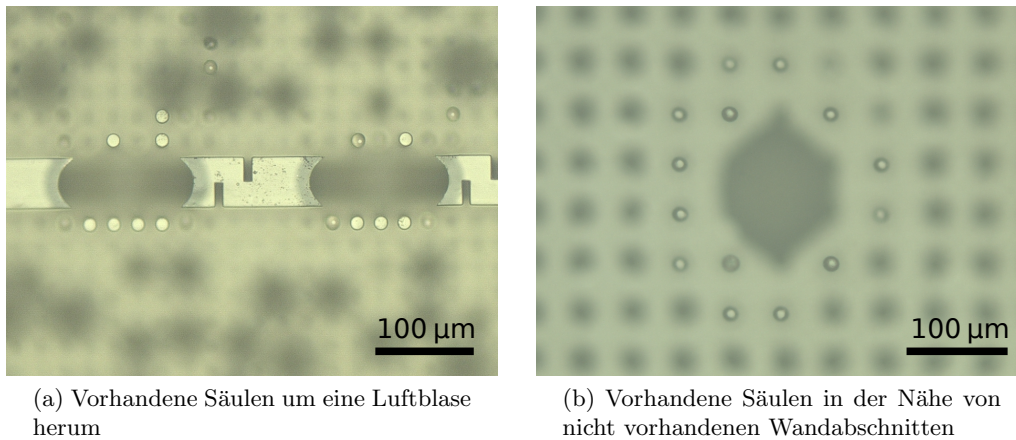 100 µm
100 µm
(a) Vorhandene Säulen um eine Luftblase
herum
(b) Vorhandene Säulen in der Nähe von
nicht vorhandenen Wandabschnitten